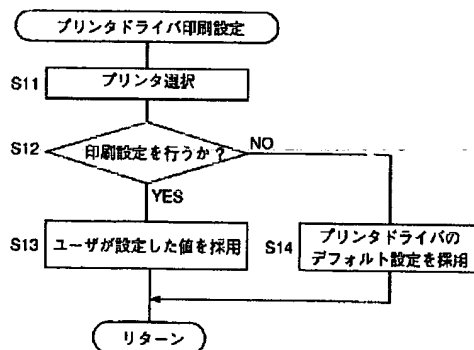 プリンタドライバ印刷設定
S11
プリンタ選択
S12
印刷設定を行うか?
NO
YES
S13
ユーザが設定した値を採用
S14
プリンタドライバの
デフォルト設定を採用
リターン